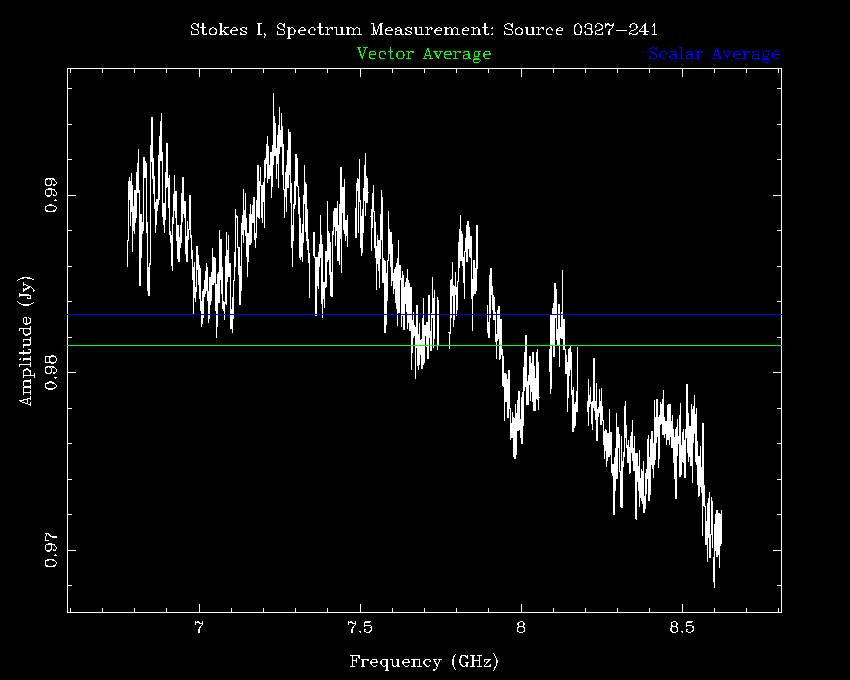 Stokes I, Spectrum Measurement: Source 0327-241
Vector Average
Scalar Average
0.99
0.98
0.97
Amplitude (Jy)
7
7.5
8
8.5
Frequency (GHz)